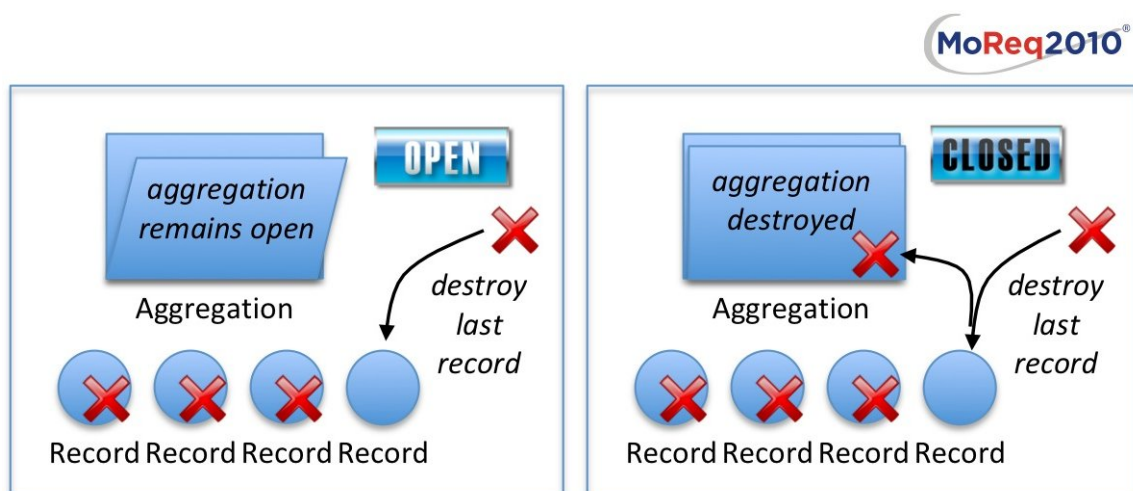 MoReq2010®
OPEN
aggregation
remains open
destroy
last
record
Aggregation
Record Record Record Record
CLOSED
aggregation
destroyed
destroy
last
record
Aggregation
Record Record Record Record